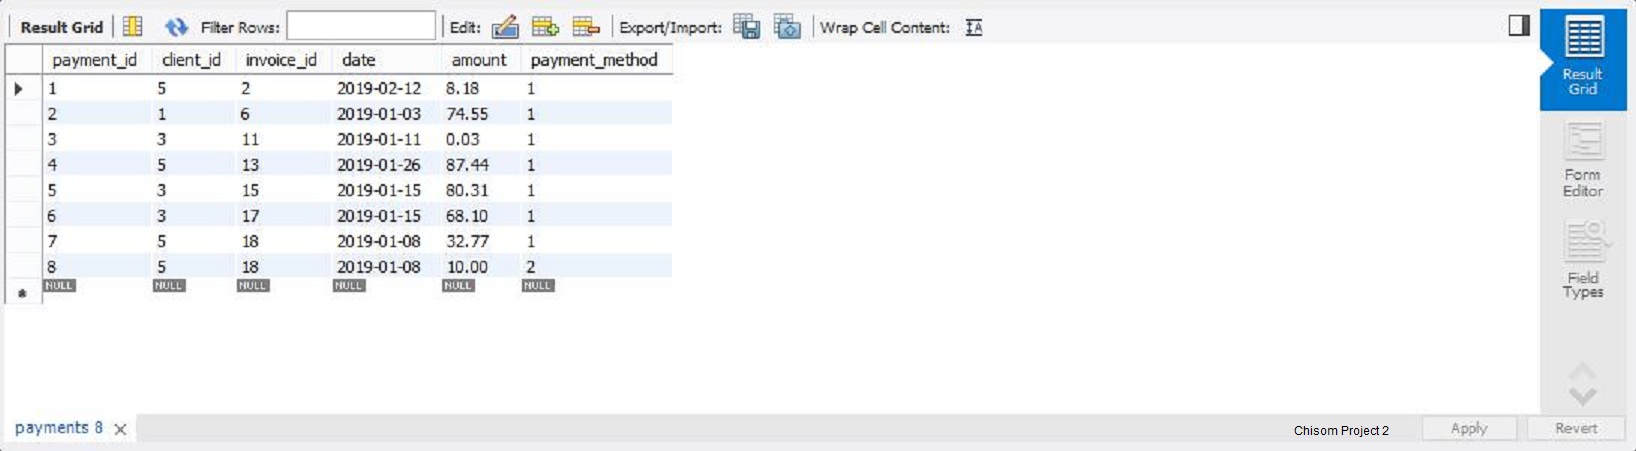 Result Grid Filter Rows: Edit: Export/Import: Wrap Cell Content: IA
payment_id client_id invoice_id date amount payment_method
1 5 2 2019-02-12 8.18 1
2 1 6 2019-01-03 74.55 1
3 3 11 2019-01-11 0.03 1
4 5 13 2019-01-26 87.44 1
5 3 15 2019-01-15 80.31 1
6 3 17 2019-01-15 68.10 1
7 5 18 2019-01-08 32.77 1
8 5 18 2019-01-08 10.00 2
NULL NULL NULL NULL NULL NULL
Result
Grid
Form
Editor
Field
Types
payments 8 Chisom Project 2 Apply Revert